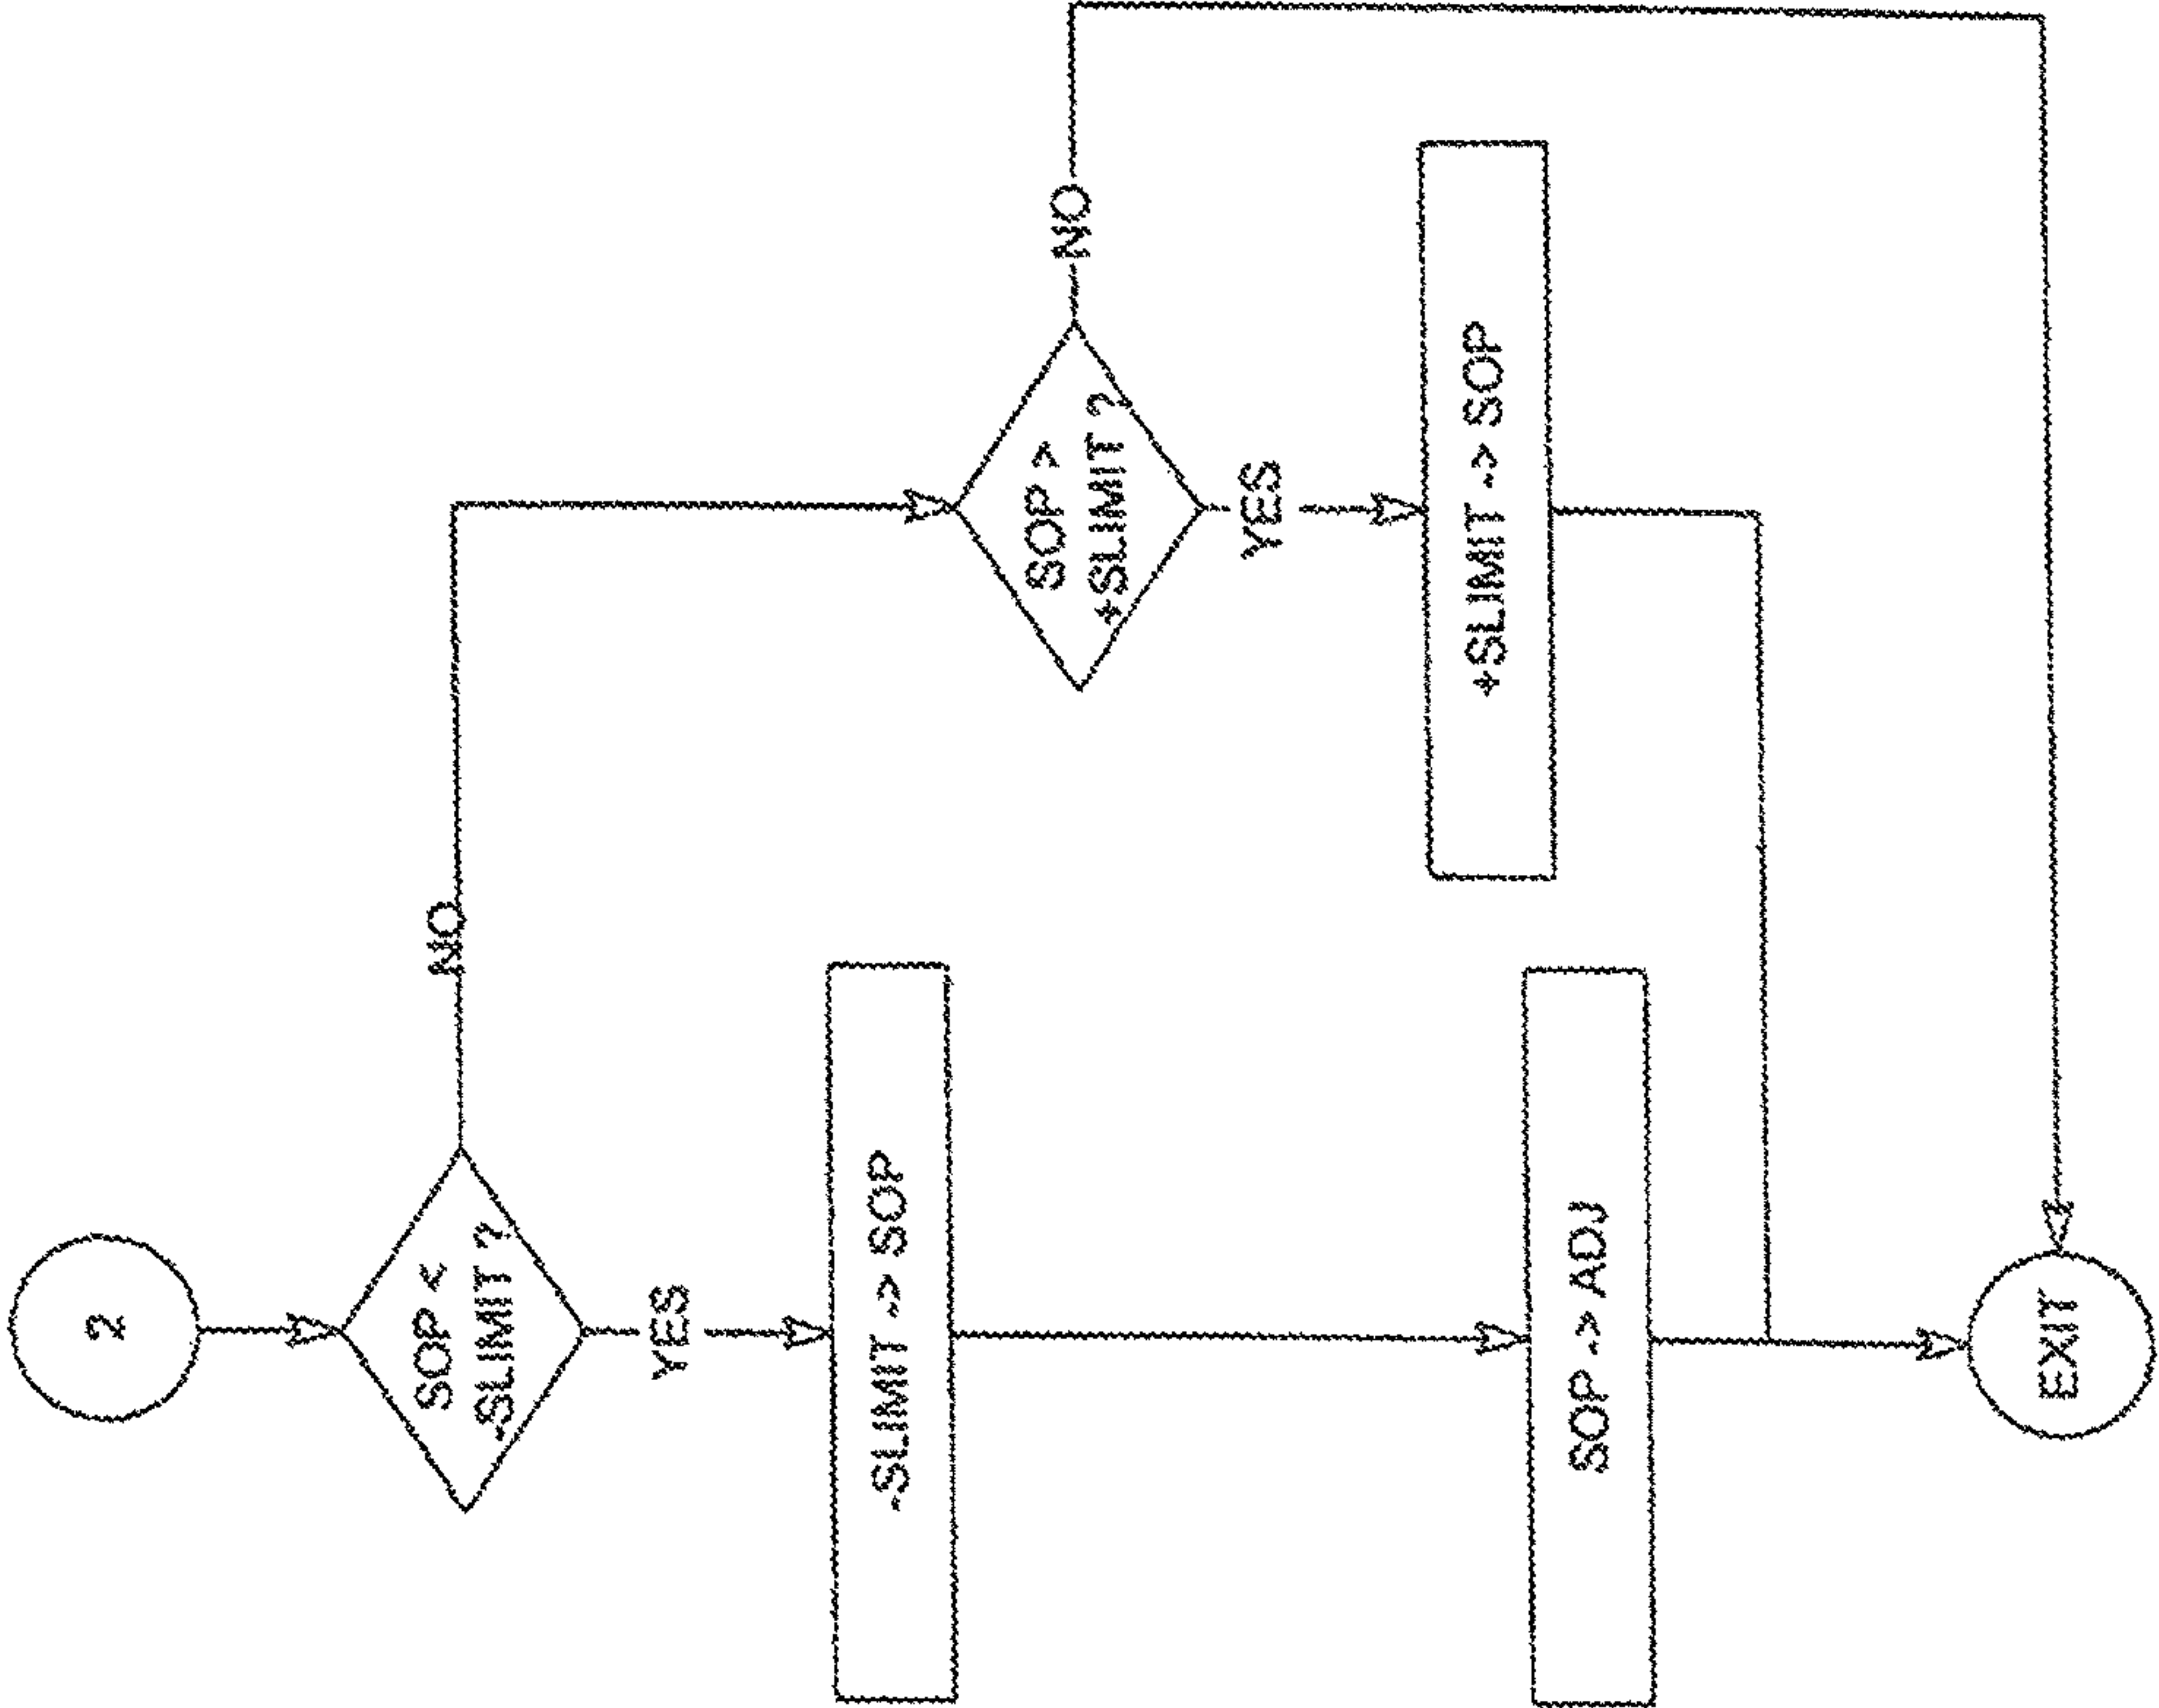 2
SOP <
-SLIMIT ?
NO
YES
-SLIMIT -> SOP
SOP >
+SLIMIT ?
NO
YES
+SLIMIT -> SOP
SOP -> ADJ
EXIT